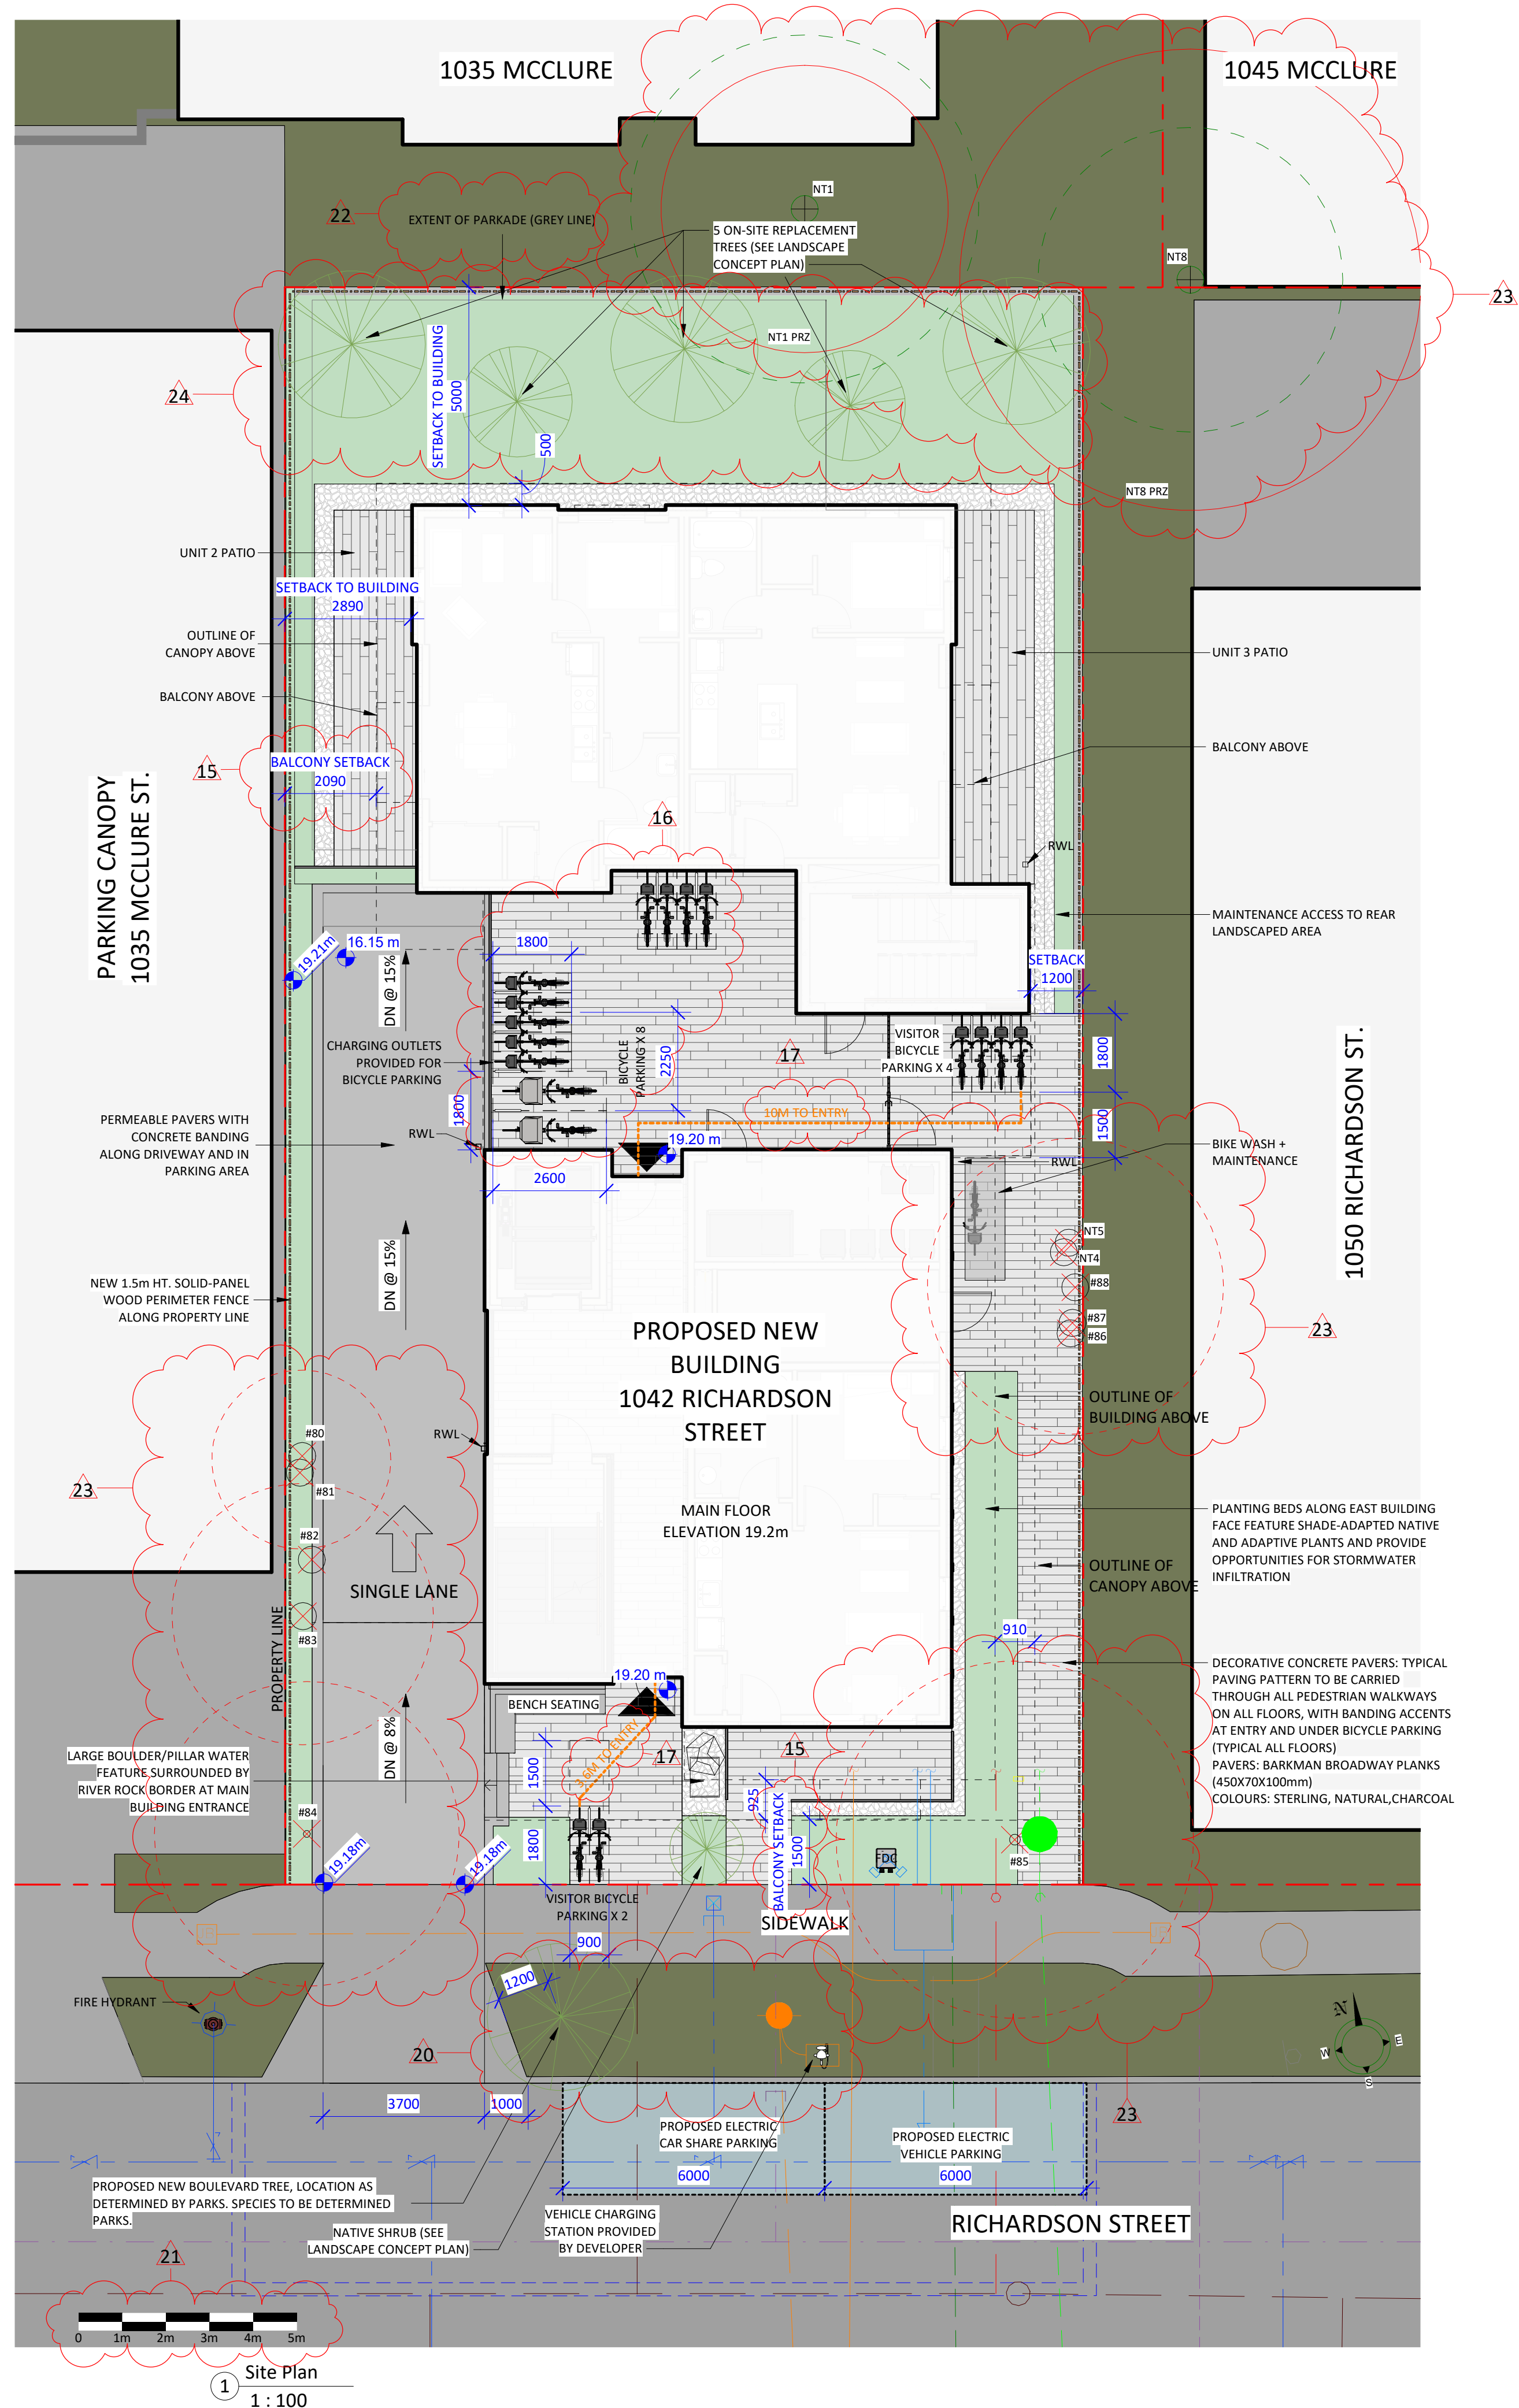 1035 MCCLURE
1045 MCCLURE
NT1
22
EXTENT OF PARKADE (GREY LINE)
5 ON-SITE REPLACEMENT
TREES (SEE LANDSCAPE
CONCEPT PLAN)
NT8
23
NT1 PRZ
SETBACK TO BUILDING
5000
24
500
NT8 PRZ
UNIT 2 PATIO
SETBACK TO BUILDING
2890
OUTLINE OF
CANOPY ABOVE
UNIT 3 PATIO
BALCONY ABOVE
BALCONY ABOVE
15
BALCONY SETBACK
2090
PARKING CANOPY
1035 MCCLURE ST.
16
RWL
MAINTENANCE ACCESS TO REAR
LANDSCAPED AREA
19.21m
16.15 m
1800
SETBACK
1200
DN @ 15%
CHARGING OUTLETS
PROVIDED FOR
BICYCLE PARKING
BICYCLE
PARKING X 8
2250
17
VISITOR
BICYCLE
PARKING X 4
1800
1050 RICHARDSON ST.
1800
10M TO ENTRY
1500
PERMEABLE PAVERS WITH
CONCRETE BANDING
ALONG DRIVEWAY AND IN
PARKING AREA
RWL
19.20 m
RWL
BIKE WASH +
MAINTENANCE
2600
NT5
NT4
#88
#87
#86
DN @ 15%
NEW 1.5m HT. SOLID-PANEL
WOOD PERIMETER FENCE
ALONG PROPERTY LINE
PROPOSED NEW
BUILDING
1042 RICHARDSON
STREET
23
OUTLINE OF
BUILDING ABOVE
#80
RWL
#81
23
#82
MAIN FLOOR
ELEVATION 19.2m
PLANTING BEDS ALONG EAST BUILDING
FACE FEATURE SHADE-ADAPTED NATIVE
AND ADAPTIVE PLANTS AND PROVIDE
OPPORTUNITIES FOR STORMWATER
INFILTRATION
OUTLINE OF
CANOPY ABOVE
SINGLE LANE
#83
PROPERTY LINE
910
DECORATIVE CONCRETE PAVERS: TYPICAL
PAVING PATTERN TO BE CARRIED
THROUGH ALL PEDESTRIAN WALKWAYS
ON ALL FLOORS, WITH BANDING ACCENTS
AT ENTRY AND UNDER BICYCLE PARKING
(TYPICAL ALL FLOORS)
PAVERS: BARKMAN BROADWAY PLANKS
(450X70X100mm)
COLOURS: STERLING, NATURAL,CHARCOAL
19.20 m
BENCH SEATING
DN @ 8%
LARGE BOULDER/PILLAR WATER
FEATURE SURROUNDED BY
RIVER ROCK BORDER AT MAIN
BUILDING ENTRANCE
3.6M TO ENTRY
17
15
1500
925
#84
1800
BALCONY SETBACK
1500
FDC
#85
19.18m
19.18m
VISITOR BICYCLE
PARKING X 2
SIDEWALK
900
1200
FIRE HYDRANT
20
N
E
W
S
3700
1000
23
PROPOSED ELECTRIC
CAR SHARE PARKING
PROPOSED ELECTRIC
VEHICLE PARKING
6000
6000
PROPOSED NEW BOULEVARD TREE, LOCATION AS
DETERMINED BY PARKS. SPECIES TO BE DETERMINED
PARKS.
NATIVE SHRUB (SEE
LANDSCAPE CONCEPT PLAN)
VEHICLE CHARGING
STATION PROVIDED
BY DEVELOPER
RICHARDSON STREET
21
0 1m 2m 3m 4m 5m
1 Site Plan
1 : 100